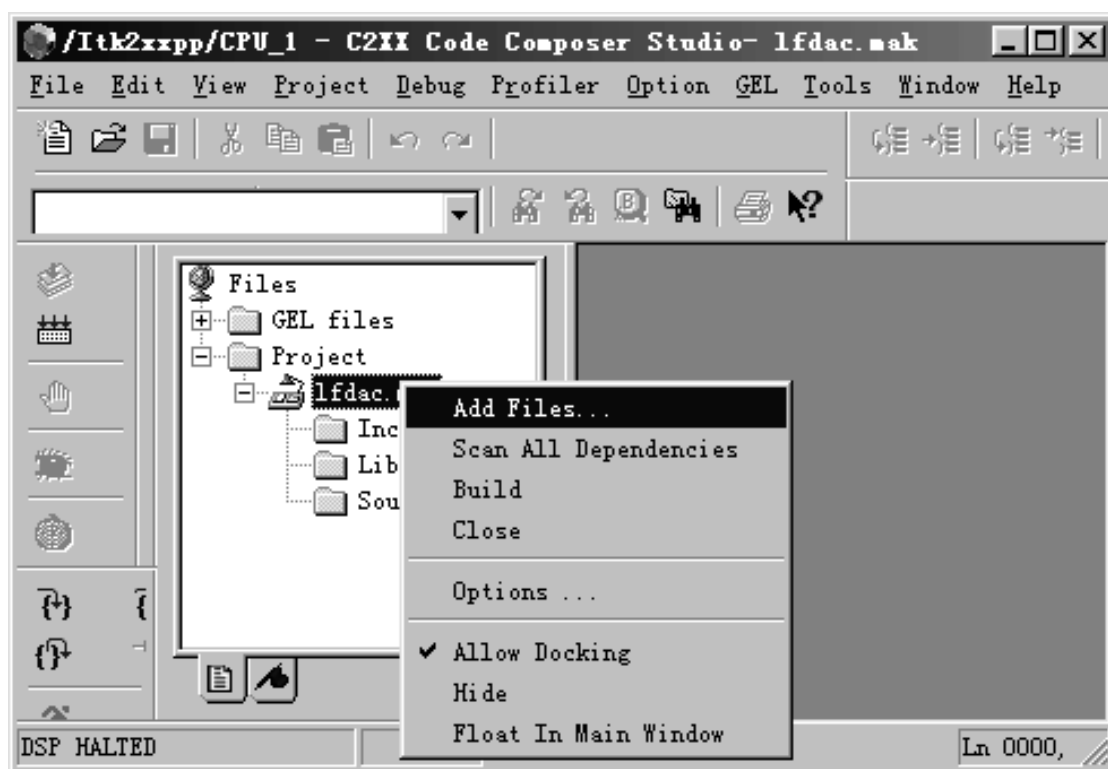 /Itk2xxpp/CPU_1 - C2XX Code Composer Studio- lfdac.mak
File Edit View Project Debug Profiler Option GEL Tools Window Help
Files
GEL files
Project
lfdac.
Add Files...
Inc
Scan All Dependencies
Lib
Build
Sou
Close
Options ...
Allow Docking
Hide
Float In Main Window
DSP HALTED
Ln 0000,